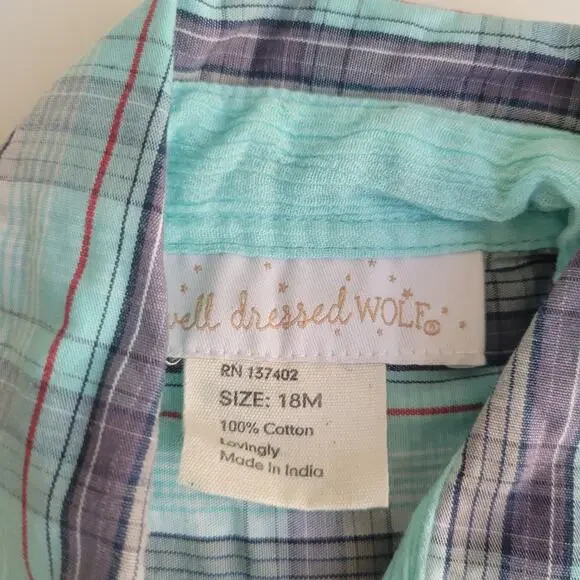 well dressed WOLF®
RN 137402
SIZE: 18M
100% Cotton
Lovingly
Made in India